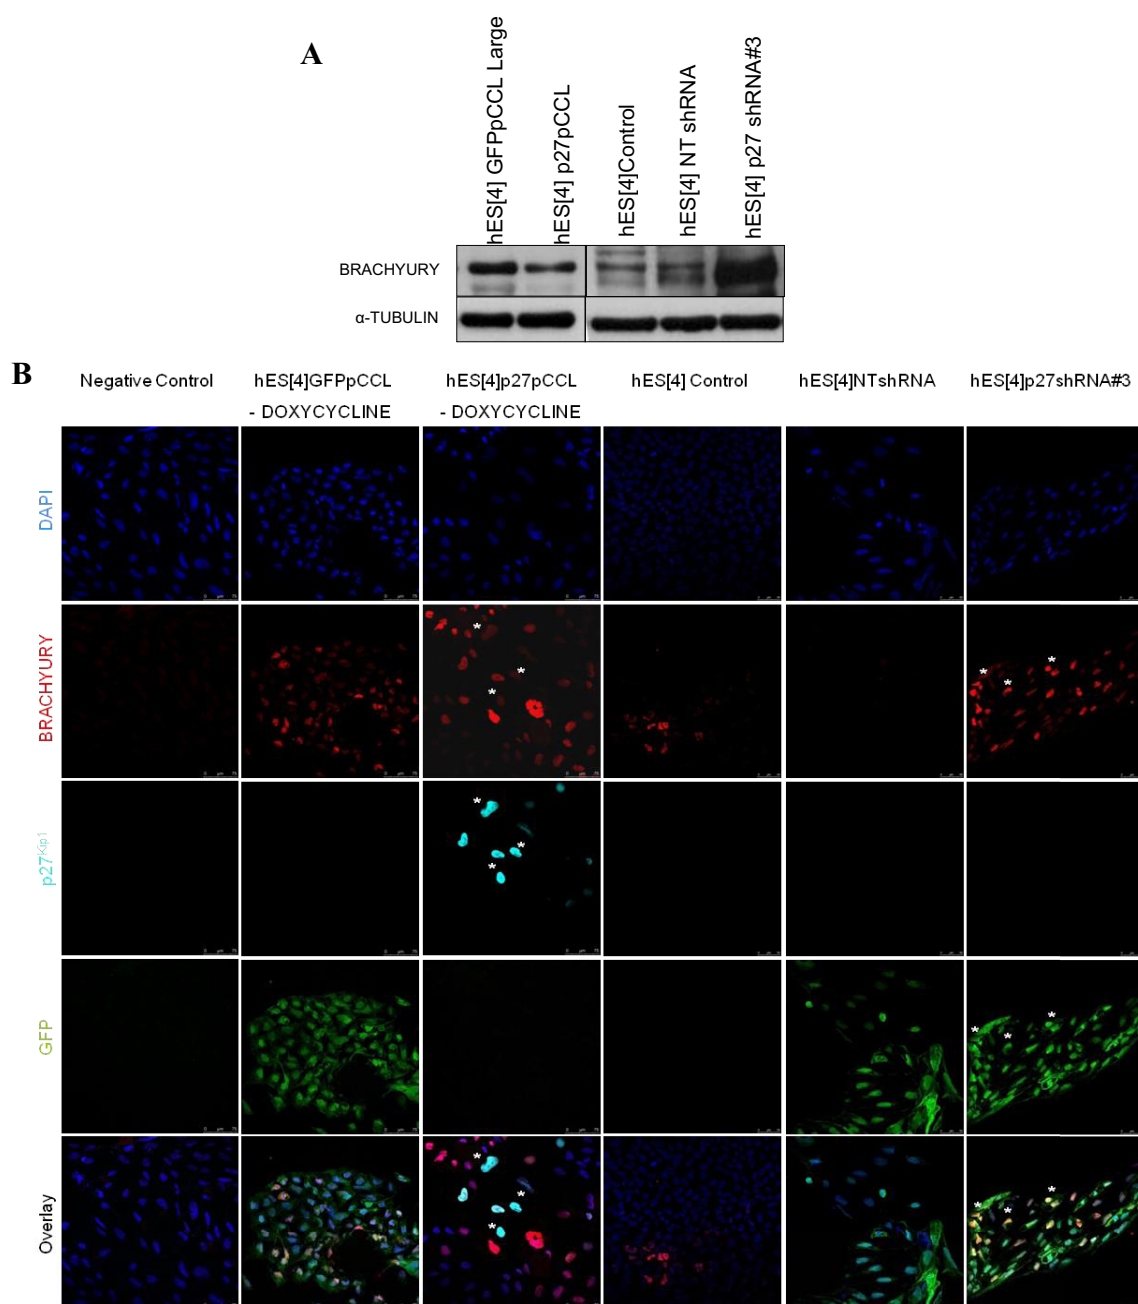 A
hES[4] GFPpCCL Large
hES[4] p27pCCL
hES[4]Control
hES[4] NT shRNA
hES[4] p27 shRNA#3
BRACHYURY
α-TUBULIN
B
Negative Control
hES[4]GFPpCCL
- DOXYCYCLINE
hES[4]p27pCCL
- DOXYCYCLINE
hES[4] Control
hES[4]NTshRNA
hES[4]p27shRNA#3
DAPI
BRACHYURY
* * *
* * *
p27Kip1
* * *
GFP
* * *
Overlay
* * *
* * *